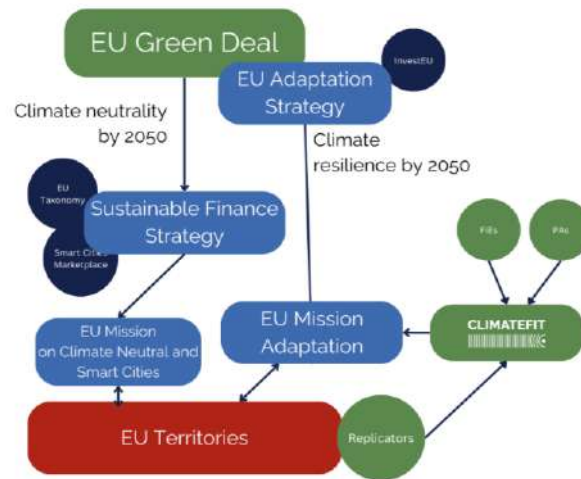 EU Green Deal
InvestEU
EU Adaptation
Strategy
Climate neutrality
by 2050
Climate
resilience by 2050
EU
Taxonomy
Sustainable Finance
Strategy
Smart Cities
Marketplace
FIEs
PAs
EU Mission
on Climate Neutral and
Smart Cities
EU Mission
Adaptation
CLIMATEFIT
EU Territories
Replicators